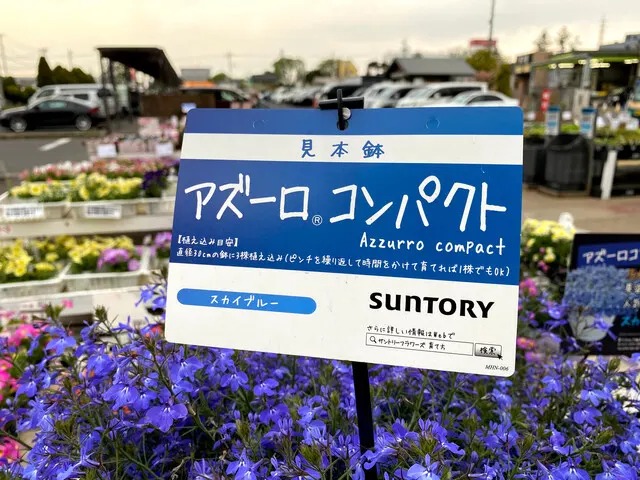 見本鉢
アズーロ® コンパクト
Azzurro compact
【植え込み目安】
直径30cmの鉢に3株植え込み(ピンチを繰り返して時間をかけて育てれば1株でもOK)
スカイブルー
SUNTORY
さらに詳しい情報はWebで
サントリーフラワーズ 育て方 検索
MHN-006
アズーロコ